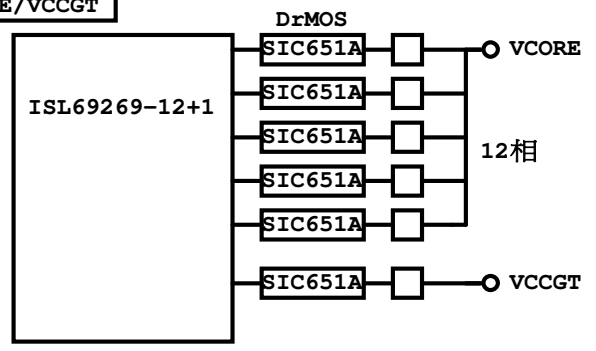 E/VCCGT
DrMOS
SIC651A
VCORE
SIC651A
ISL69269-12+1
SIC651A
12相
SIC651A
SIC651A
SIC651A
VCCGT